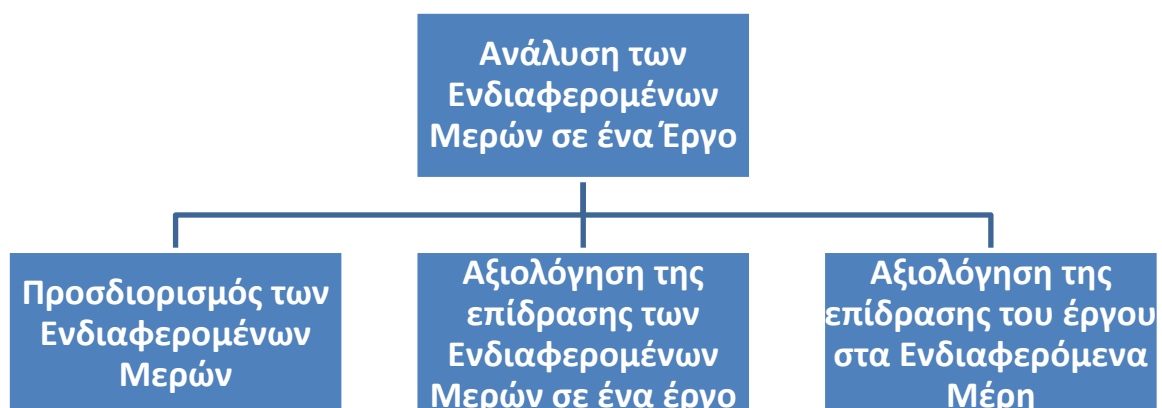 Ανάλυση των
Ενδιαφερομένων
Μερών σε ένα Έργο
Προσδιορισμός των
Ενδιαφερομένων
Μερών
Αξιολόγηση της
επίδρασης των
Ενδιαφερομένων
Μερών σε ένα έργο
Αξιολόγηση της
επίδρασης του έργου
στα Ενδιαφερόμενα
Μέρη